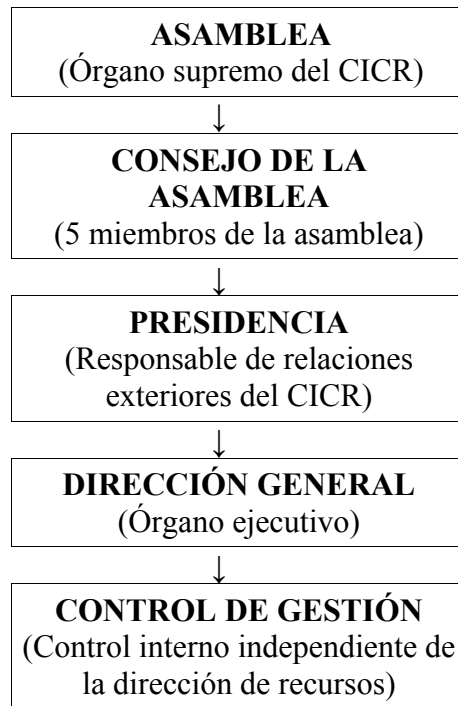 ASAMBLEA
(Órgano supremo del CICR)
↓
CONSEJO DE LA
ASAMBLEA
(5 miembros de la asamblea)
↓
PRESIDENCIA
(Responsable de relaciones
exteriores del CICR)
↓
DIRECCIÓN GENERAL
(Órgano ejecutivo)
↓
CONTROL DE GESTIÓN
(Control interno independiente de
la dirección de recursos)